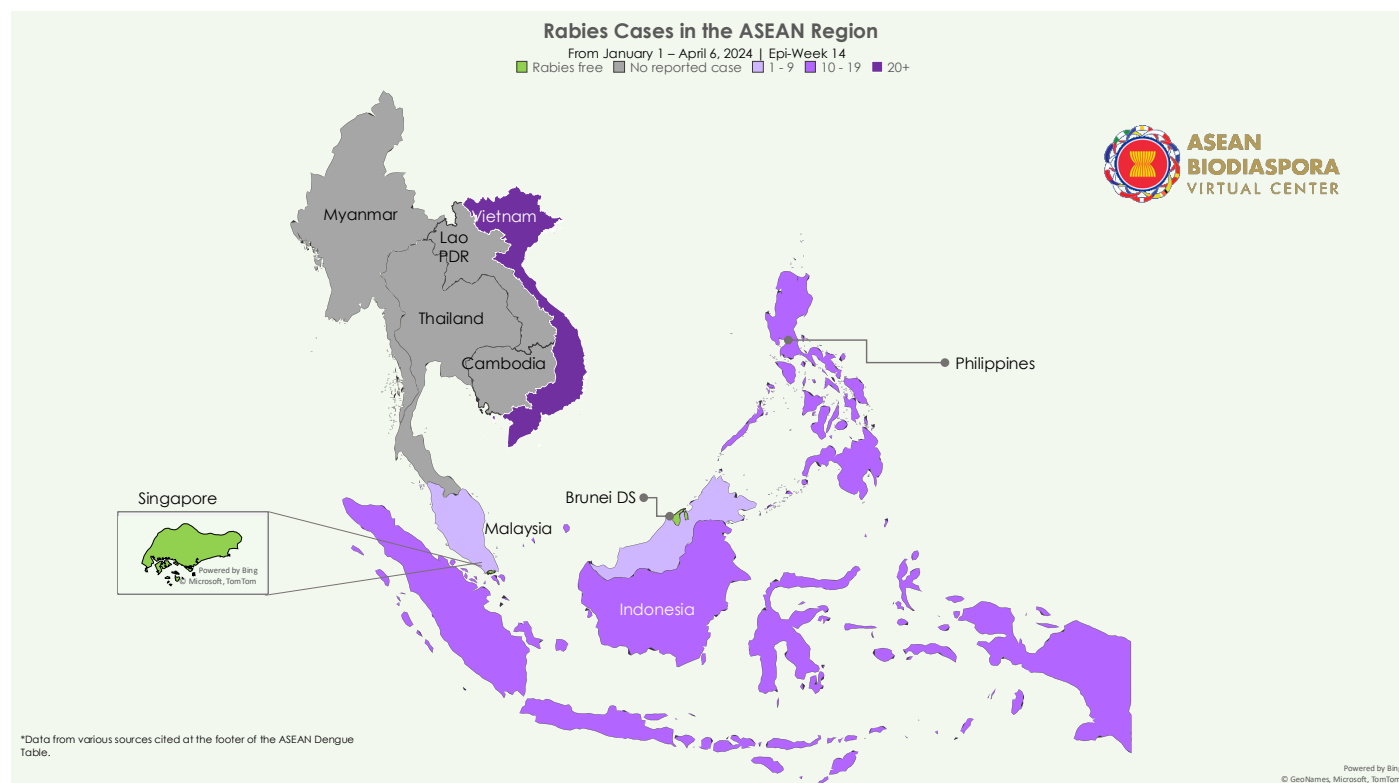 Rabies Cases in the ASEAN Region
From January 1 – April 6, 2024 | Epi-Week 14
Rabies free No reported case 1 - 9 10 - 19 20+
ASEAN
BIODIASPORA
VIRTUAL CENTER
Myanmar
Vietnam
Lao
PDR
Thailand
Cambodia
Philippines
Singapore
Brunei DS
Malaysia
Powered by Bing
© Microsoft, TomTom
Indonesia
*Data from various sources cited at the footer of the ASEAN Dengue
Table.
Powered by Bing
© GeoNames, Microsoft, TomTom